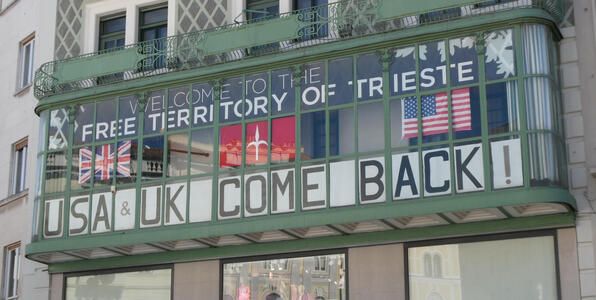 WELCOME TO THE
FREE TERRITORY OF TRIESTE
USA & UK COME BACK!